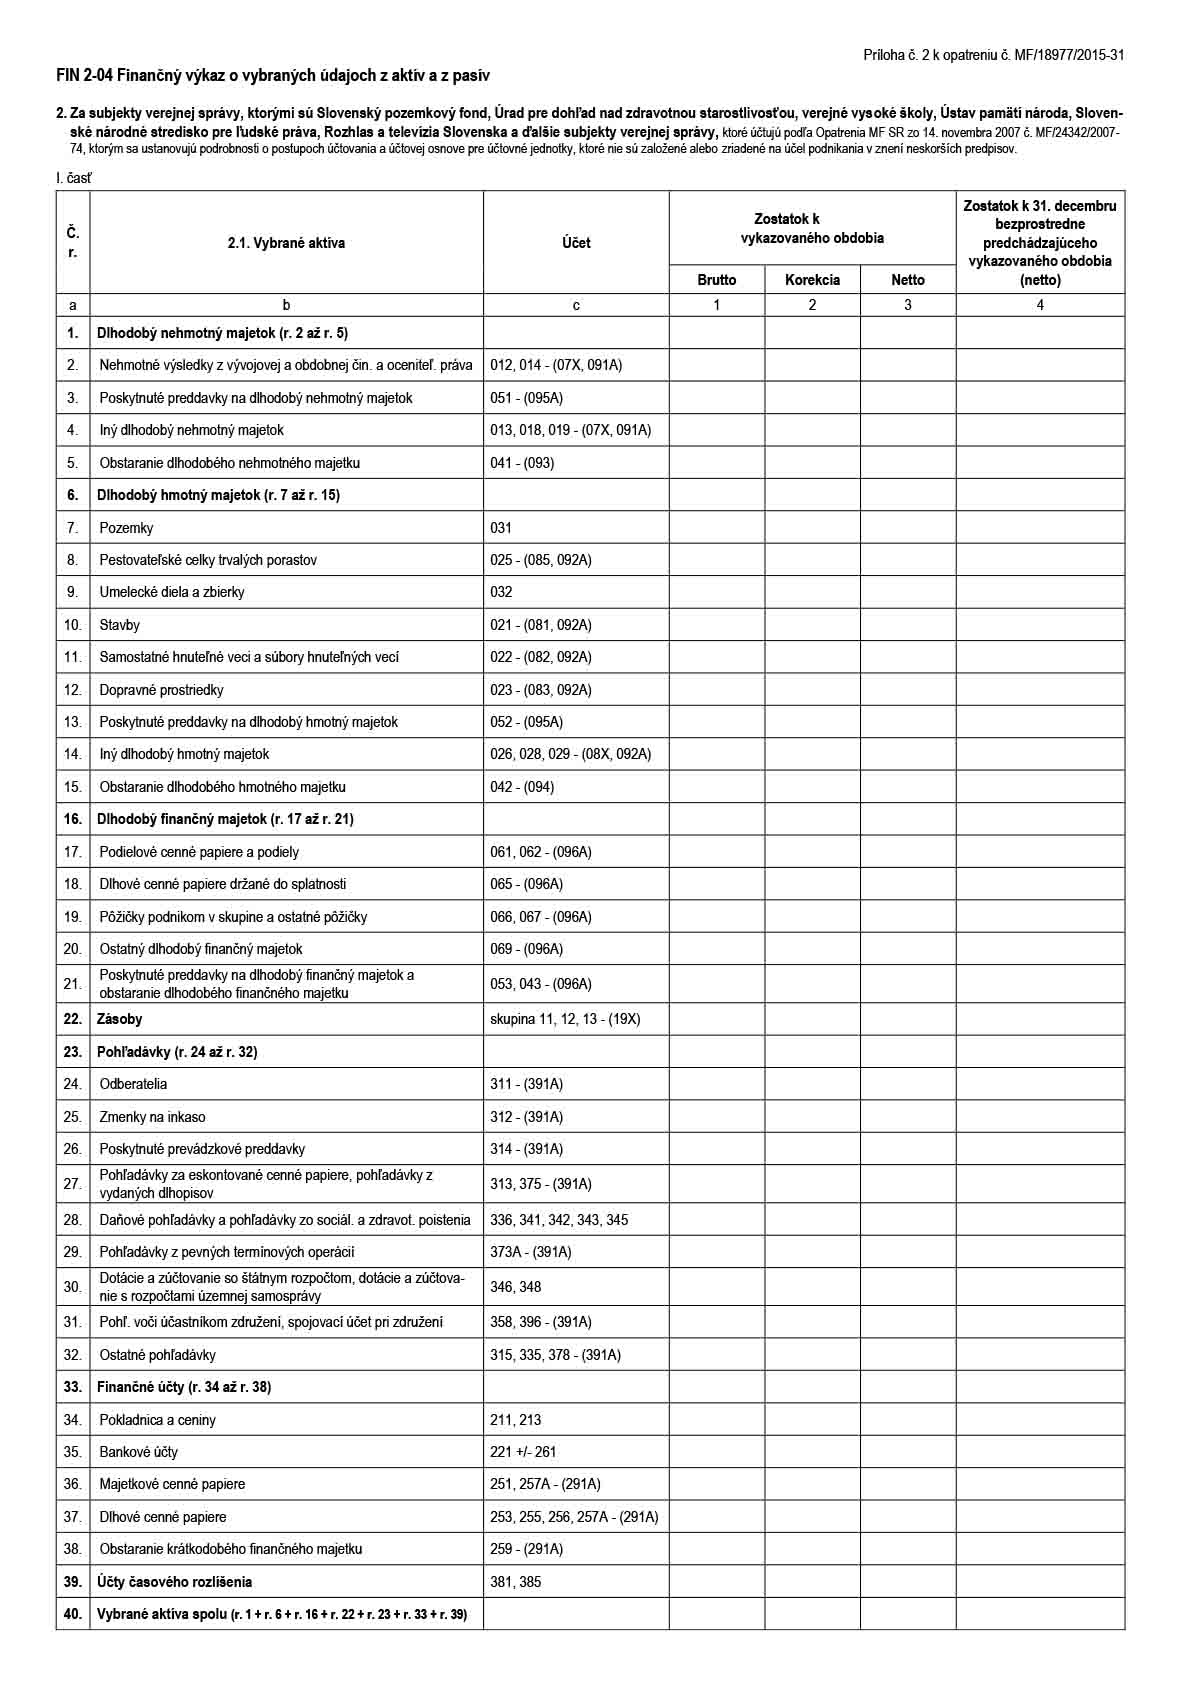 Príloha č. 2 k opatreniu č. MF/18977/2015-31
FIN 2-04 Finančný výkaz o vybraných údajoch z aktív a z pasív
2. Za subjekty verejnej správy, ktorými sú Slovenský pozemkový fond, Úrad pre dohľad nad zdravotnou starostlivosťou, verejné vysoké školy, Ústav pamäti národa, Sloven-
ské národné stredisko pre ľudské práva, Rozhlas a televízia Slovenska a ďalšie subjekty verejnej správy, ktoré účtujú podľa Opatrenia MF SR zo 14. novembra 2007 č. MF/24342/2007-
74, ktorým sa ustanovujú podrobnosti o postupoch účtovania a účtovej osnove pre účtovné jednotky, ktoré nie sú založené alebo zriadené na účel podnikania v znení neskorších predpisov.
I. časť
Č.
r.
2.1. Vybrané aktíva
Účet
Zostatok k
vykazovaného obdobia
Zostatok k 31. decembru
bezprostredne
predchádzajúceho
vykazovaného obdobia
(netto)
Brutto Korekcia Netto
a b c 1 2 3 4
1. Dlhodobý nehmotný majetok (r. 2 až r. 5)
2. Nehmotné výsledky z vývojovej a obdobnej čin. a oceniteľ. práva 012, 014 - (07X, 091A)
3. Poskytnuté preddavky na dlhodobý nehmotný majetok 051 - (095A)
4. Iný dlhodobý nehmotný majetok 013, 018, 019 - (07X, 091A)
5. Obstaranie dlhodobého nehmotného majetku 041 - (093)
6. Dlhodobý hmotný majetok (r. 7 až r. 15)
7. Pozemky 031
8. Pestovateľské celky trvalých porastov 025 - (085, 092A)
9. Umelecké diela a zbierky 032
10. Stavby 021 - (081, 092A)
11. Samostatné hnuteľné veci a súbory hnuteľných vecí 022 - (082, 092A)
12. Dopravné prostriedky 023 - (083, 092A)
13. Poskytnuté preddavky na dlhodobý hmotný majetok 052 - (095A)
14. Iný dlhodobý hmotný majetok 026, 028, 029 - (08X, 092A)
15. Obstaranie dlhodobého hmotného majetku 042 - (094)
16. Dlhodobý finančný majetok (r. 17 až r. 21)
17. Podielové cenné papiere a podiely 061, 062 - (096A)
18. Dlhové cenné papiere držané do splatnosti 065 - (096A)
19. Pôžičky podnikom v skupine a ostatné pôžičky 066, 067 - (096A)
20. Ostatný dlhodobý finančný majetok 069 - (096A)
21. Poskytnuté preddavky na dlhodobý finančný majetok a
obstaranie dlhodobého finančného majetku 053, 043 - (096A)
22. Zásoby skupina 11, 12, 13 - (19X)
23. Pohľadávky (r. 24 až r. 32)
24. Odberatelia 311 - (391A)
25. Zmenky na inkaso 312 - (391A)
26. Poskytnuté prevádzkové preddavky 314 - (391A)
27. Pohľadávky za eskontované cenné papiere, pohľadávky z
vydaných dlhopisov 313, 375 - (391A)
28. Daňové pohľadávky a pohľadávky zo sociál. a zdravot. poistenia 336, 341, 342, 343, 345
29. Pohľadávky z pevných termínových operácií 373A - (391A)
30. Dotácie a zúčtovanie so štátnym rozpočtom, dotácie a zúčtova-
nie s rozpočtami územnej samosprávy 346, 348
31. Pohľ. voči účastníkom združení, spojovací účet pri združení 358, 396 - (391A)
32. Ostatné pohľadávky 315, 335, 378 - (391A)
33. Finančné účty (r. 34 až r. 38)
34. Pokladnica a ceniny 211, 213
35. Bankové účty 221 +/- 261
36. Majetkové cenné papiere 251, 257A - (291A)
37. Dlhové cenné papiere 253, 255, 256, 257A - (291A)
38. Obstaranie krátkodobého finančného majetku 259 - (291A)
39. Účty časového rozlíšenia 381, 385
40. Vybrané aktíva spolu (r. 1 + r. 6 + r. 16 + r. 22 + r. 23 + r. 33 + r. 39)